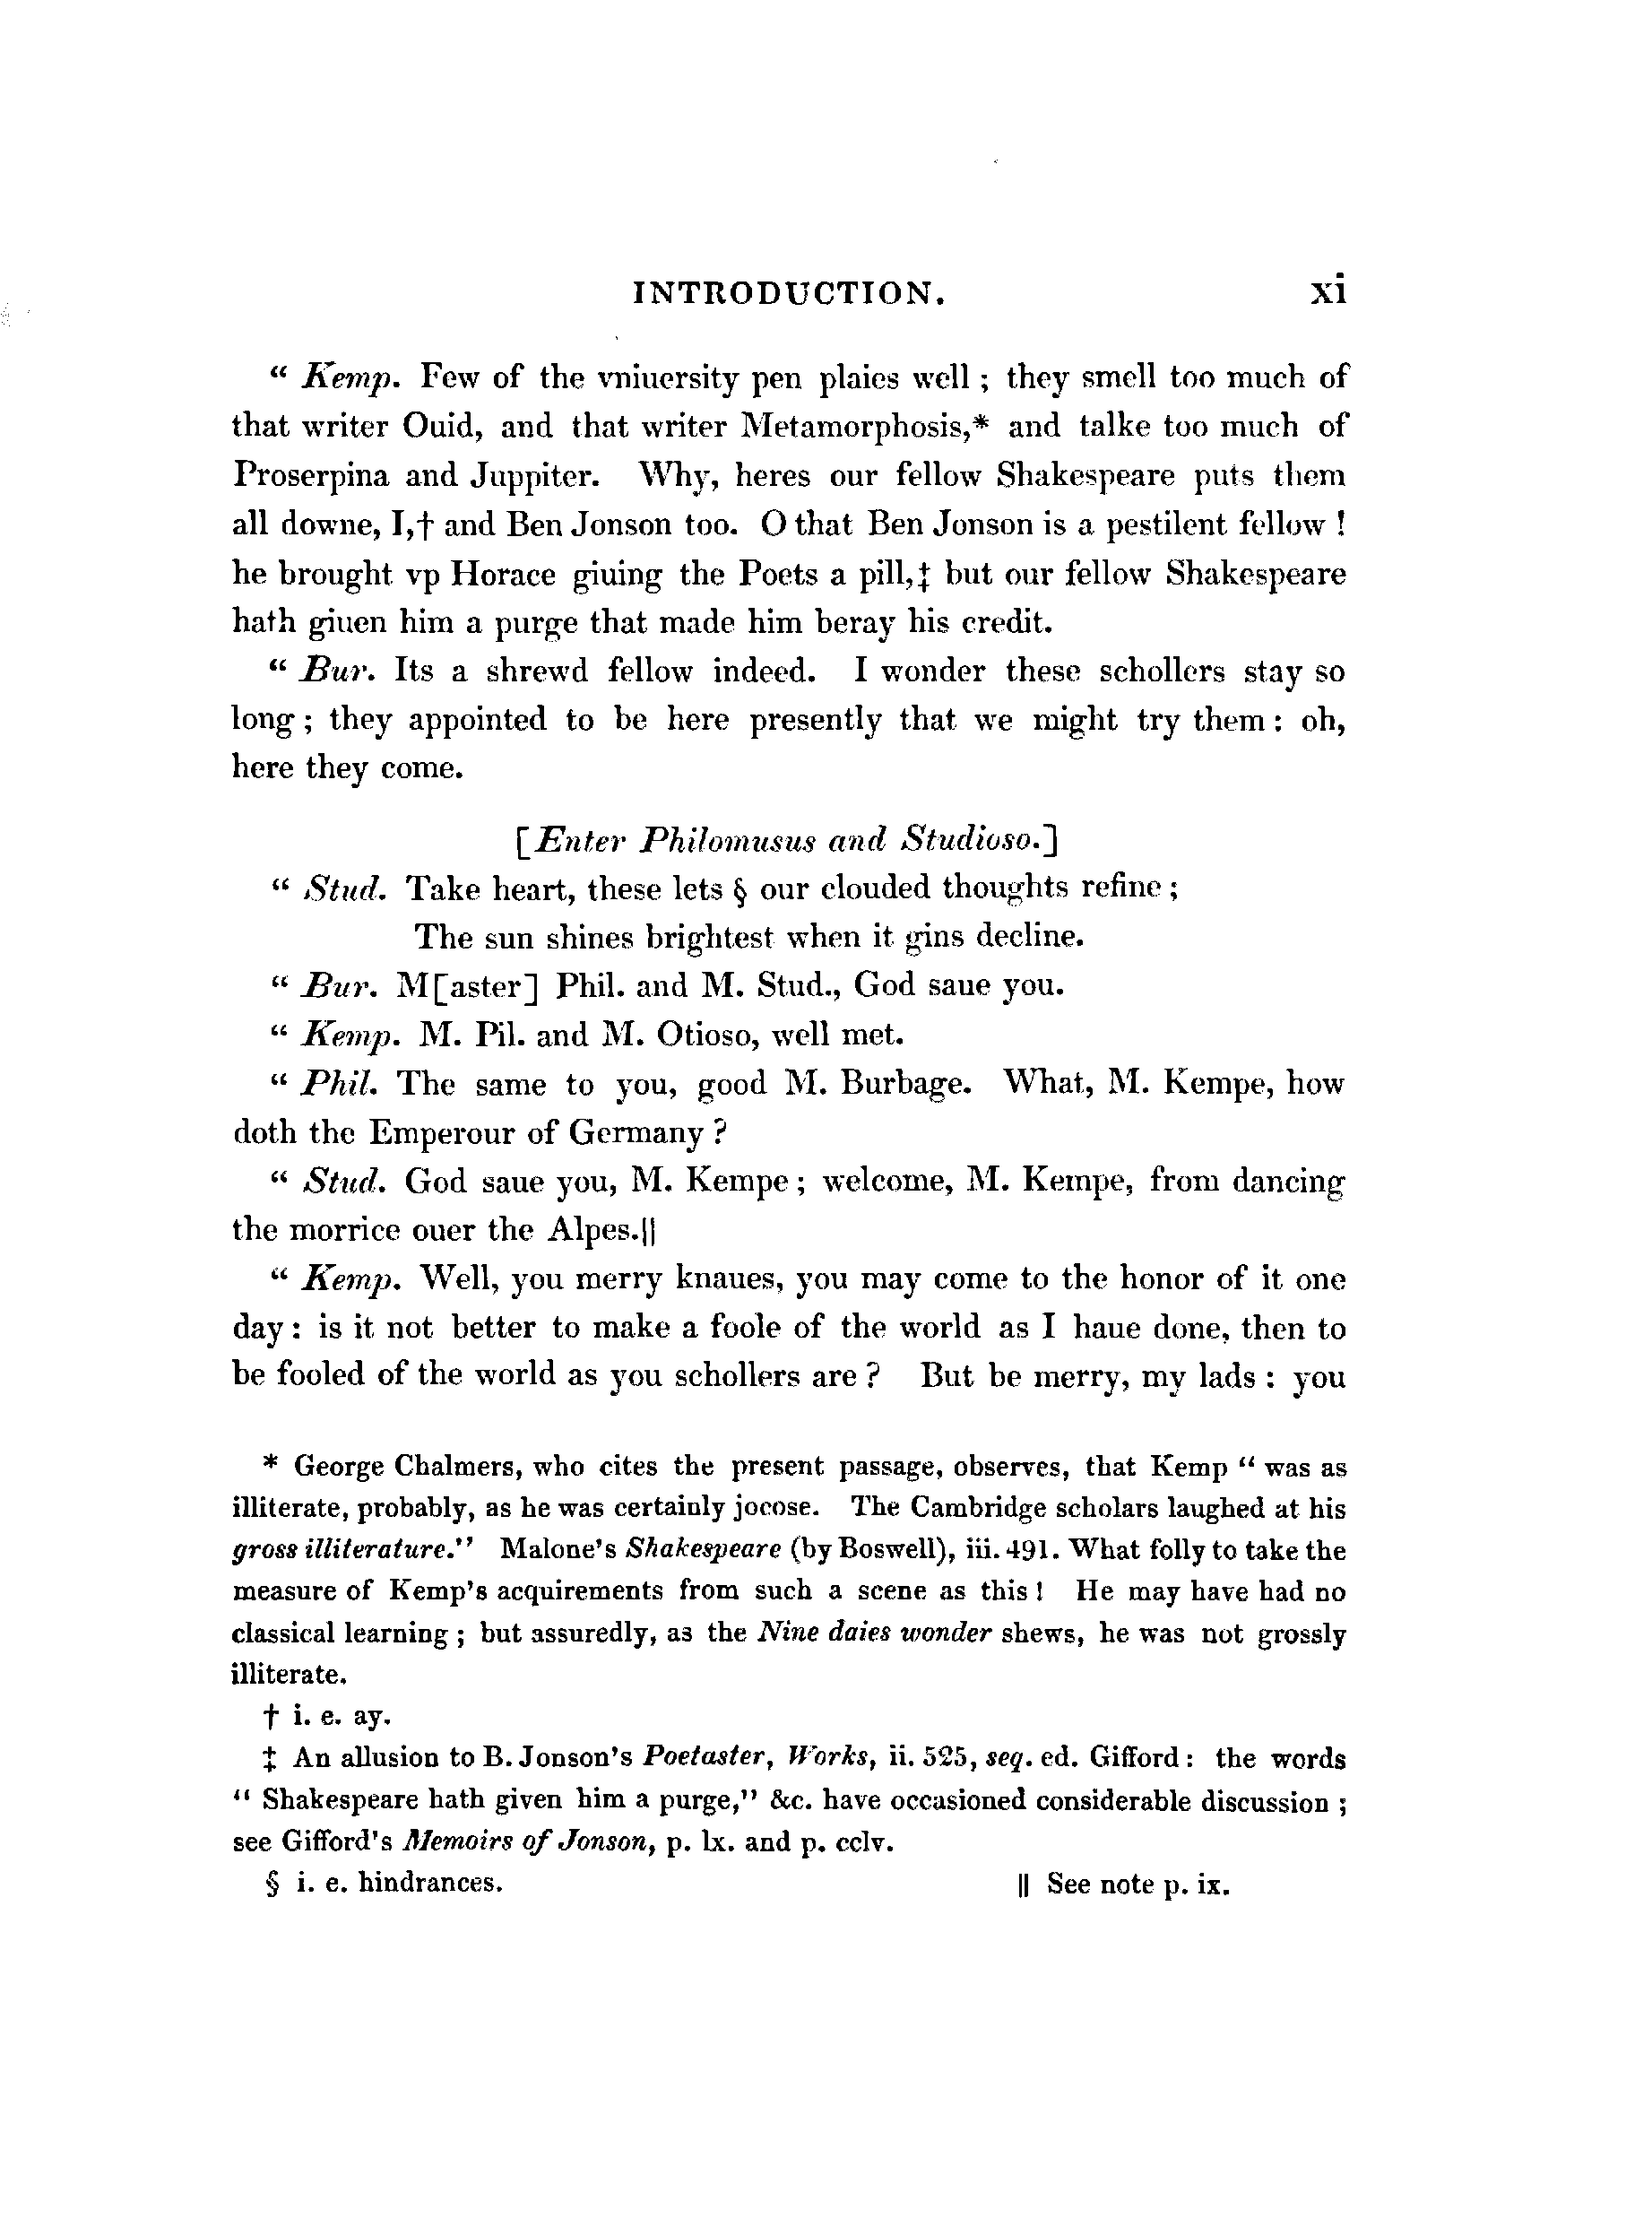 INTRODUCTION. xi
“ Kemp. Few of the vniuersity pen plaies well ; they smell too much of
that writer Ouid, and that writer Metamorphosis,* and talke too much of
Proserpina and Juppiter. Why, heres our fellow Shakespeare puts them
all downe, I,† and Ben Jonson too. O that Ben Jonson is a pestilent fellow !
he brought vp Horace giuing the Poets a pill,‡ but our fellow Shakespeare
hath giuen him a purge that made him beray his credit.
“ Bur. Its a shrewd fellow indeed. I wonder these schollers stay so
long ; they appointed to be here presently that we might try them : oh,
here they come.
[Enter Philomusus and Studioso.]
“ Stud. Take heart, these lets § our clouded thoughts refine ;
The sun shines brightest when it gins decline.
“ Bur. M[aster] Phil. and M. Stud., God saue you.
“ Kemp. M. Pil. and M. Otioso, well met.
“ Phil. The same to you, good M. Burbage. What, M. Kempe, how
doth the Emperour of Germany ?
“ Stud. God saue you, M. Kempe ; welcome, M. Kempe, from dancing
the morrice ouer the Alpes.||
“ Kemp. Well, you merry knaues, you may come to the honor of it one
day : is it not better to make a foole of the world as I haue done, then to
be fooled of the world as you schollers are ? But be merry, my lads : you
* George Chalmers, who cites the present passage, observes, that Kemp “ was as
illiterate, probably, as he was certainly jocose. The Cambridge scholars laughed at his
gross illiterature.” Malone's Shakespeare (by Boswell), iii. 491. What folly to take the
measure of Kemp's acquirements from such a scene as this ! He may have had no
classical learning ; but assuredly, as the Nine daies wonder shews, he was not grossly
illiterate.
† i. e. ay.
‡ An allusion to B. Jonson's Poetaster, Works, ii. 525, seq. ed. Gifford : the words
“ Shakespeare hath given him a purge,” &c. have occasioned considerable discussion ;
see Gifford's Memoirs of Jonson, p. lx. and p. cclv.
§ i. e. hindrances. || See note p. ix.